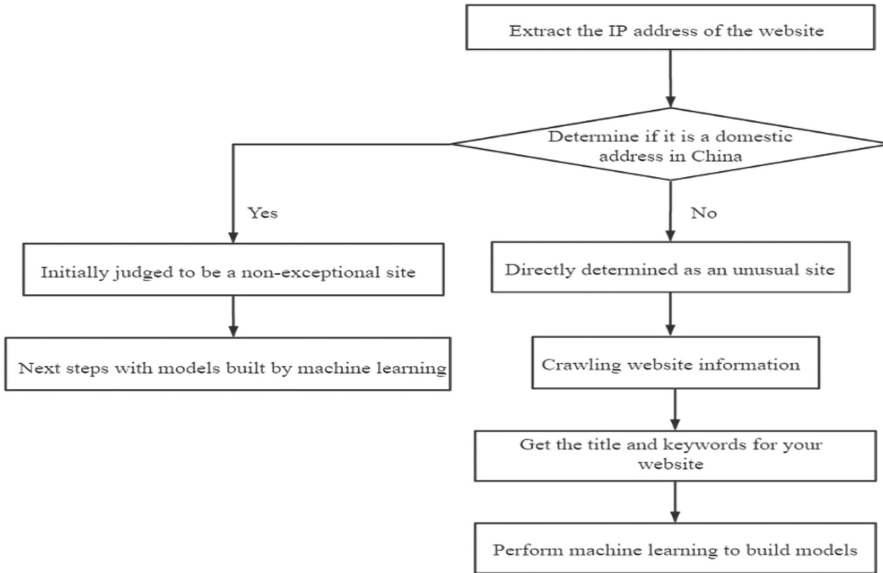 Extract the IP address of the website
Determine if it is a domestic
address in China
Yes
No
Initially judged to be a non-exceptional site
Directly determined as an unusual site
Next steps with models built by machine learning
Crawling website information
Get the title and keywords for your
website
Perform machine learning to build models